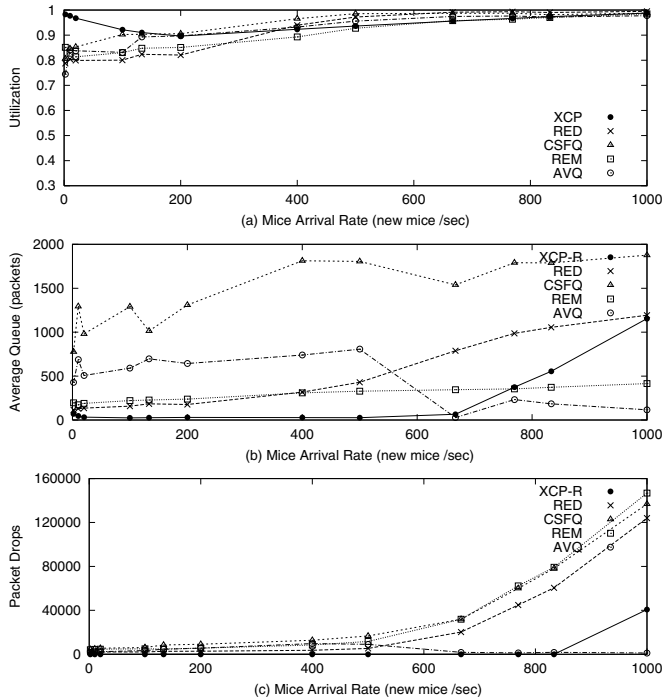 1
0.9
0.8
0.7
0.6
0.5
0.4
0.3
Utilization
XCP
RED
CSFQ
REM
AVQ
0 200 400 600 800 1000
(a) Mice Arrival Rate (new mice /sec)
2000
1500
1000
500
0
Average Queue (packets)
XCP-R
RED
CSFQ
REM
AVQ
0 200 400 600 800 1000
(b) Mice Arrival Rate (new mice /sec)
160000
120000
80000
40000
0
Packet Drops
XCP-R
RED
CSFQ
REM
AVQ
0 200 400 600 800 1000
(c) Mice Arrival Rate (new mice /sec)